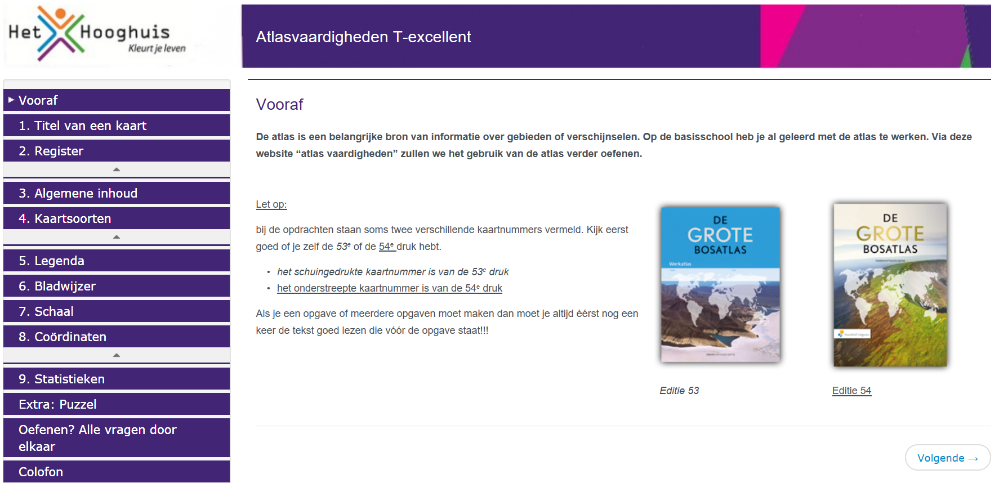 Het Hooghuis
Kleurt je leven
Atlasvaardigheden T-excellent
Vooraf
1. Titel van een kaart
2. Register
3. Algemene inhoud
4. Kaartsoorten
5. Legenda
6. Bladwijzer
7. Schaal
8. Coördinaten
9. Statistieken
Extra: Puzzel
Oefenen? Alle vragen door
elkaar
Colofon
Vooraf
De atlas is een belangrijke bron van informatie over gebieden of verschijnselen. Op de basisschool heb je al geleerd met de atlas te werken. Via deze
website “atlas vaardigheden” zullen we het gebruik van de atlas verder oefenen.
Let op:
bij de opdrachten staan soms twee verschillende kaartnummers vermeld. Kijk eerst
goed of je zelf de 53e of de 54e druk hebt.
• het schuingedrukte kaartnummer is van de 53e druk
• het onderstreepte kaartnummer is van de 54e druk
Als je een opgave of meerdere opgaven moet maken dan moet je altijd éérst nog een
keer de tekst goed lezen die vóór de opgave staat!!!
DE
GROTE
BOSATLAS
Werkatlas
Editie 53
DE
GROTE
BOSATLAS
Noordhoff Uitgevers
Editie 54
Volgende →